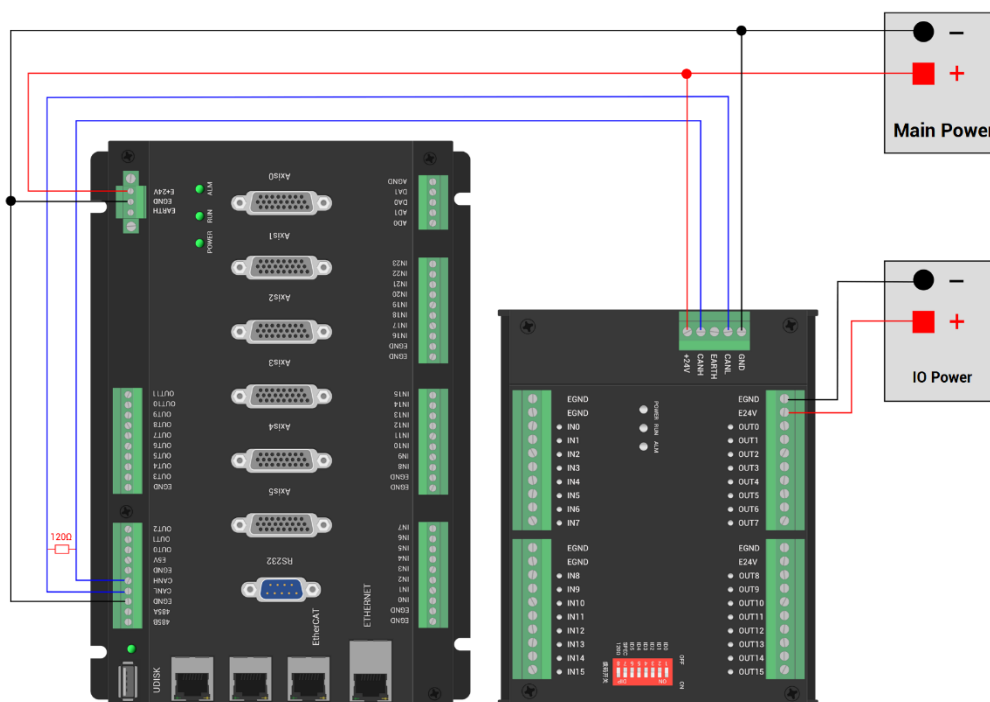 −
+
Main Power
−
+
IO Power
120Ω
E+24V
EGND
EARTH
ALM
RUN
POWER
Axis0
Axis1
Axis2
Axis3
Axis4
Axis5
RS232
EtherCAT
ETHERNET
UDISK
OUT11
OUT10
OUT9
OUT8
OUT7
OUT6
OUT5
OUT4
OUT3
EGND
OUT2
OUT1
OUT0
E5V
EGND
CANH
CANL
EGND
485A
485B
AGND
DA1
DA0
AD1
AD0
IN23
IN22
IN21
IN20
IN19
IN18
IN17
IN16
EGND
EGND
IN15
IN14
IN13
IN12
IN11
IN10
IN9
IN8
EGND
EGND
IN7
IN6
IN5
IN4
IN3
IN2
IN1
IN0
EGND
EGND
+24V
CANH
EARTH
CANL
GND
POWER
RUN
ALM
EGND
EGND
IN0
IN1
IN2
IN3
IN4
IN5
IN6
IN7
EGND
EGND
IN8
IN9
IN10
IN11
IN12
IN13
IN14
IN15
EGND
E24V
OUT0
OUT1
OUT2
OUT3
OUT4
OUT5
OUT6
OUT7
EGND
E24V
OUT8
OUT9
OUT10
OUT11
OUT12
OUT13
OUT14
OUT15
OFF
ON